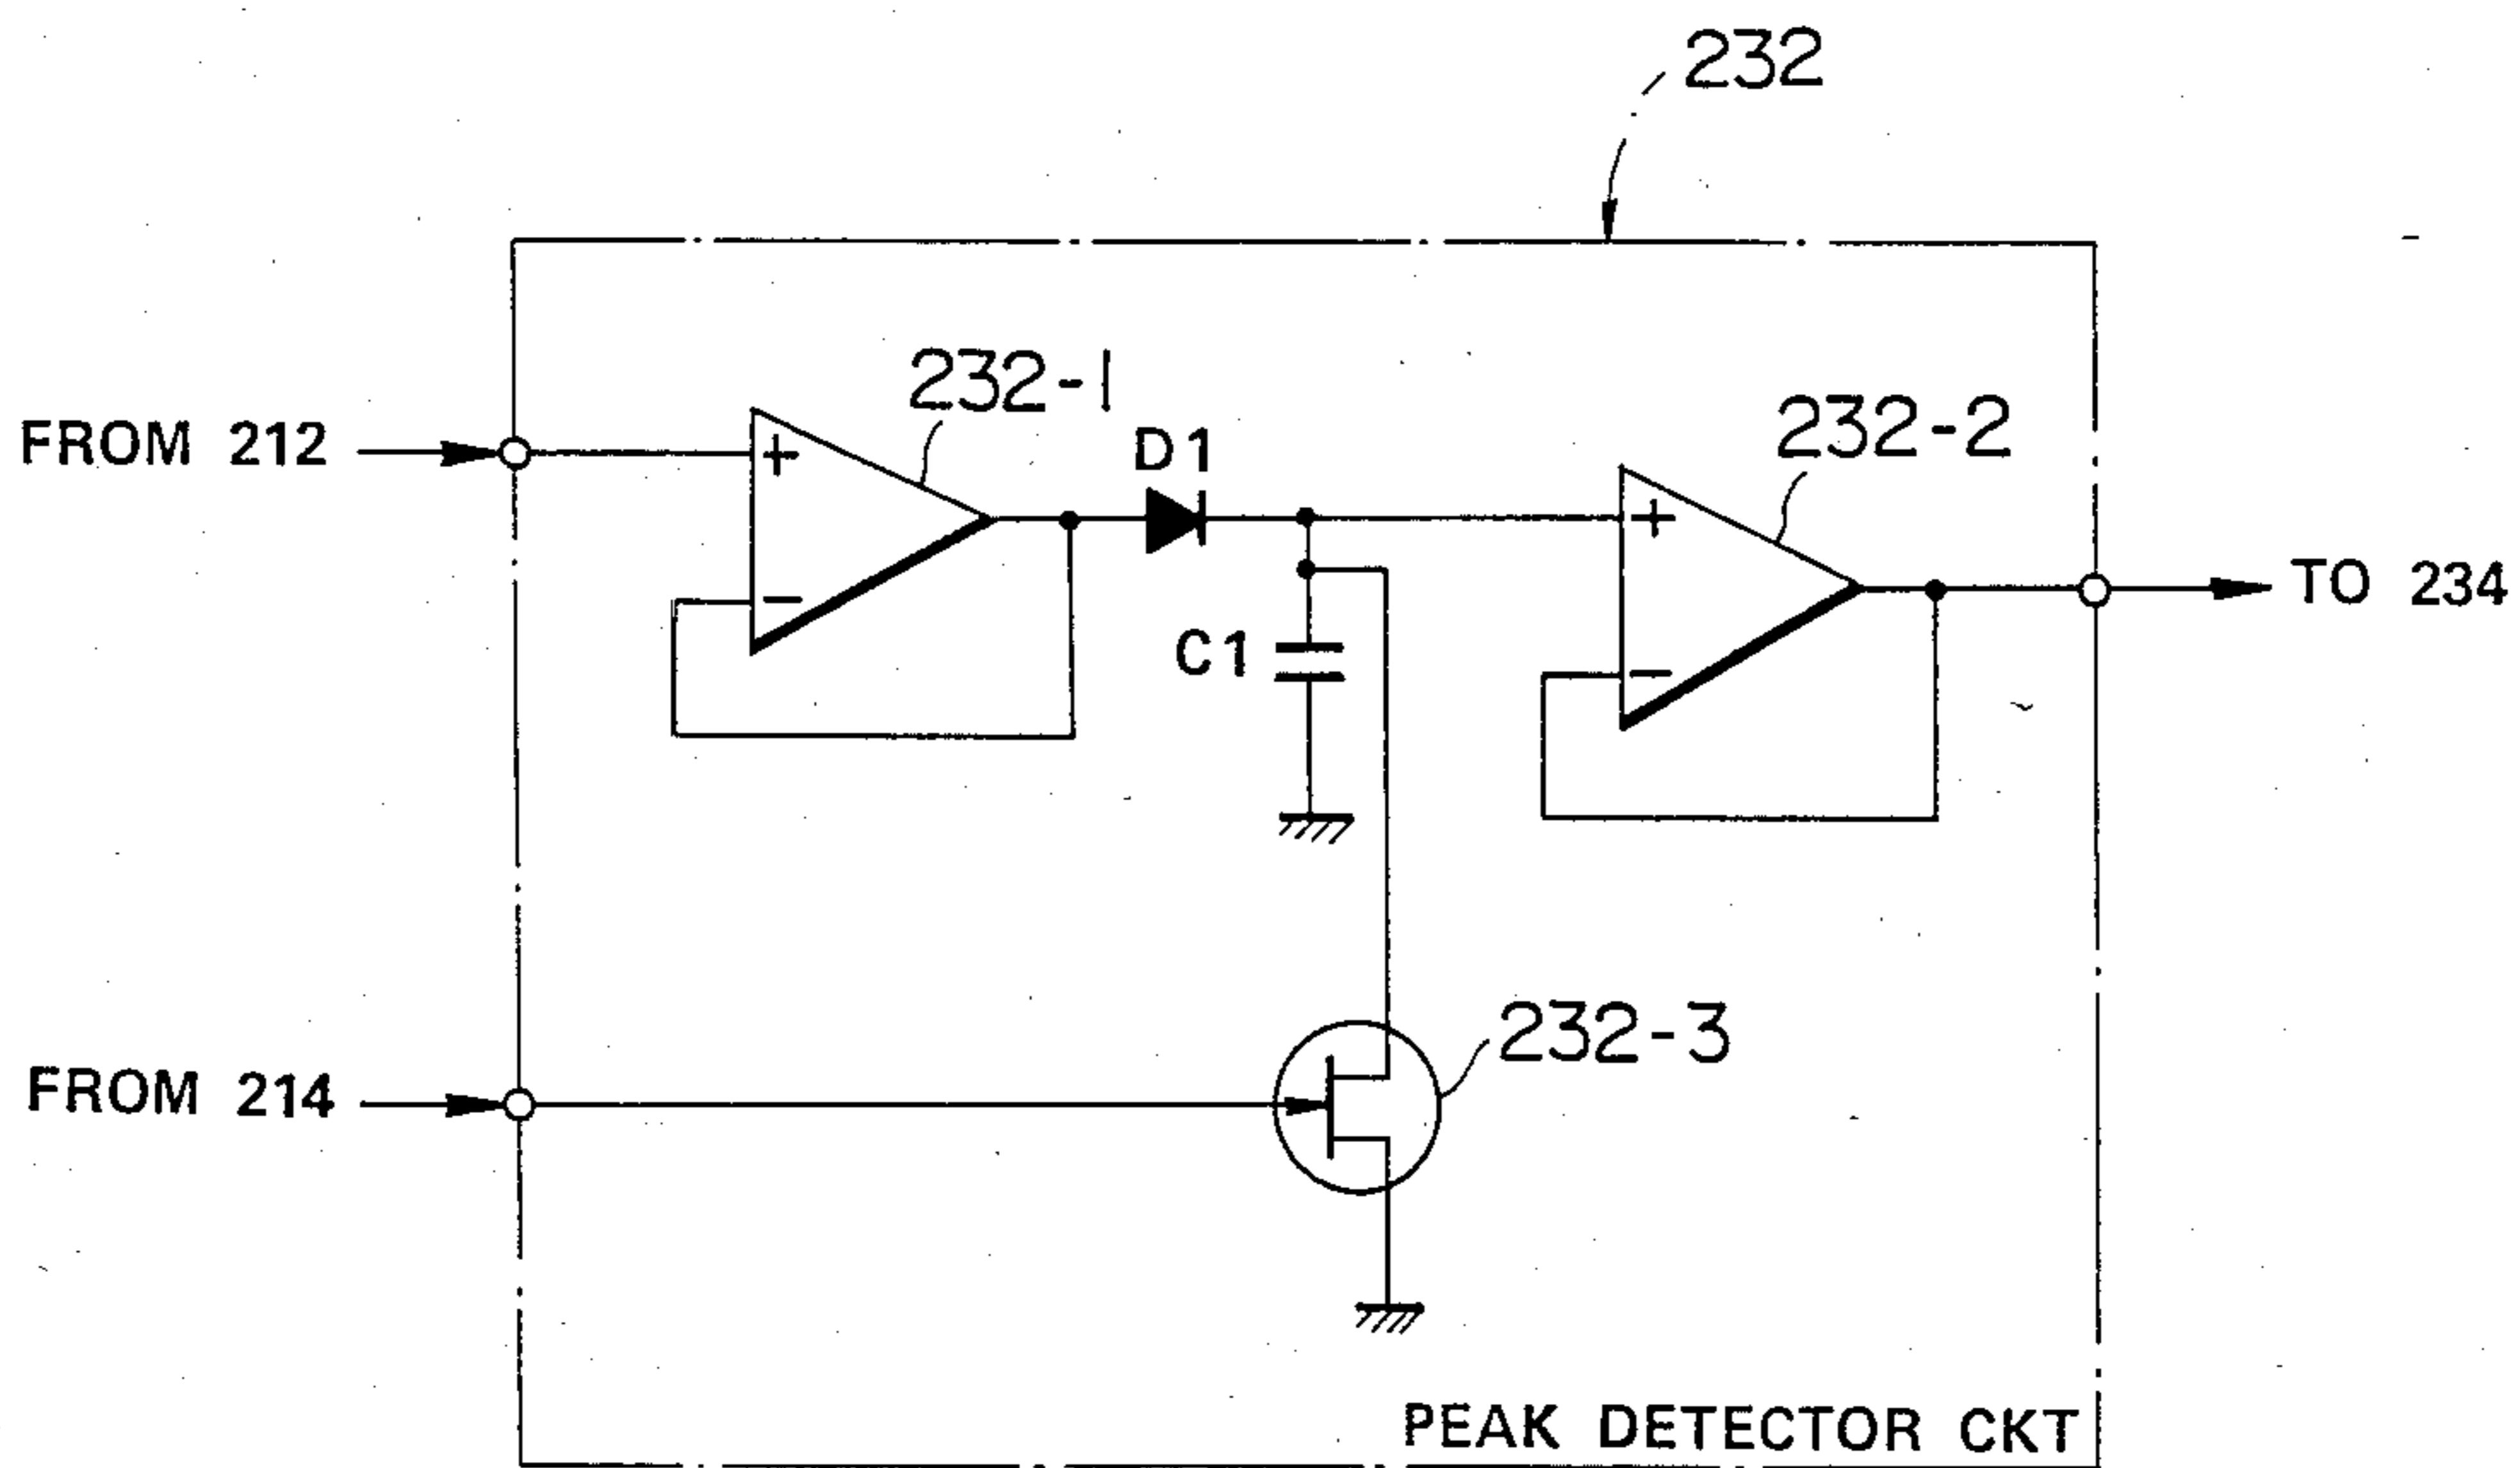 232
232-1
FROM 212
D1
232-2
+
+
TO 234
−
C1
−
232-3
FROM 214
PEAK DETECTOR CKT